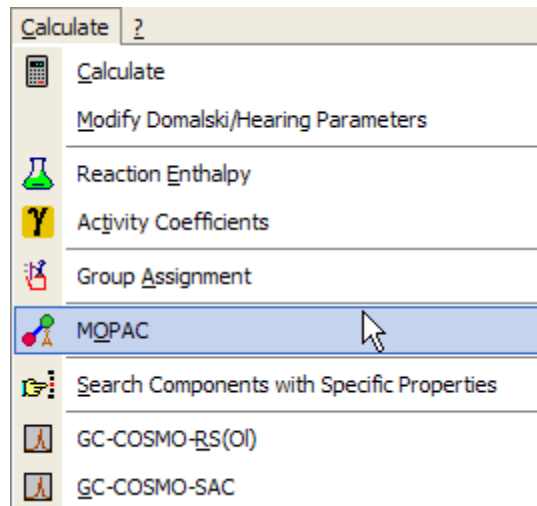 Calculate ?
Calculate
Modify Domalski/Hearing Parameters
Reaction Enthalpy
γ Activity Coefficients
Group Assignment
MOPAC
Search Components with Specific Properties
GC-COSMO-RS(Ol)
GC-COSMO-SAC